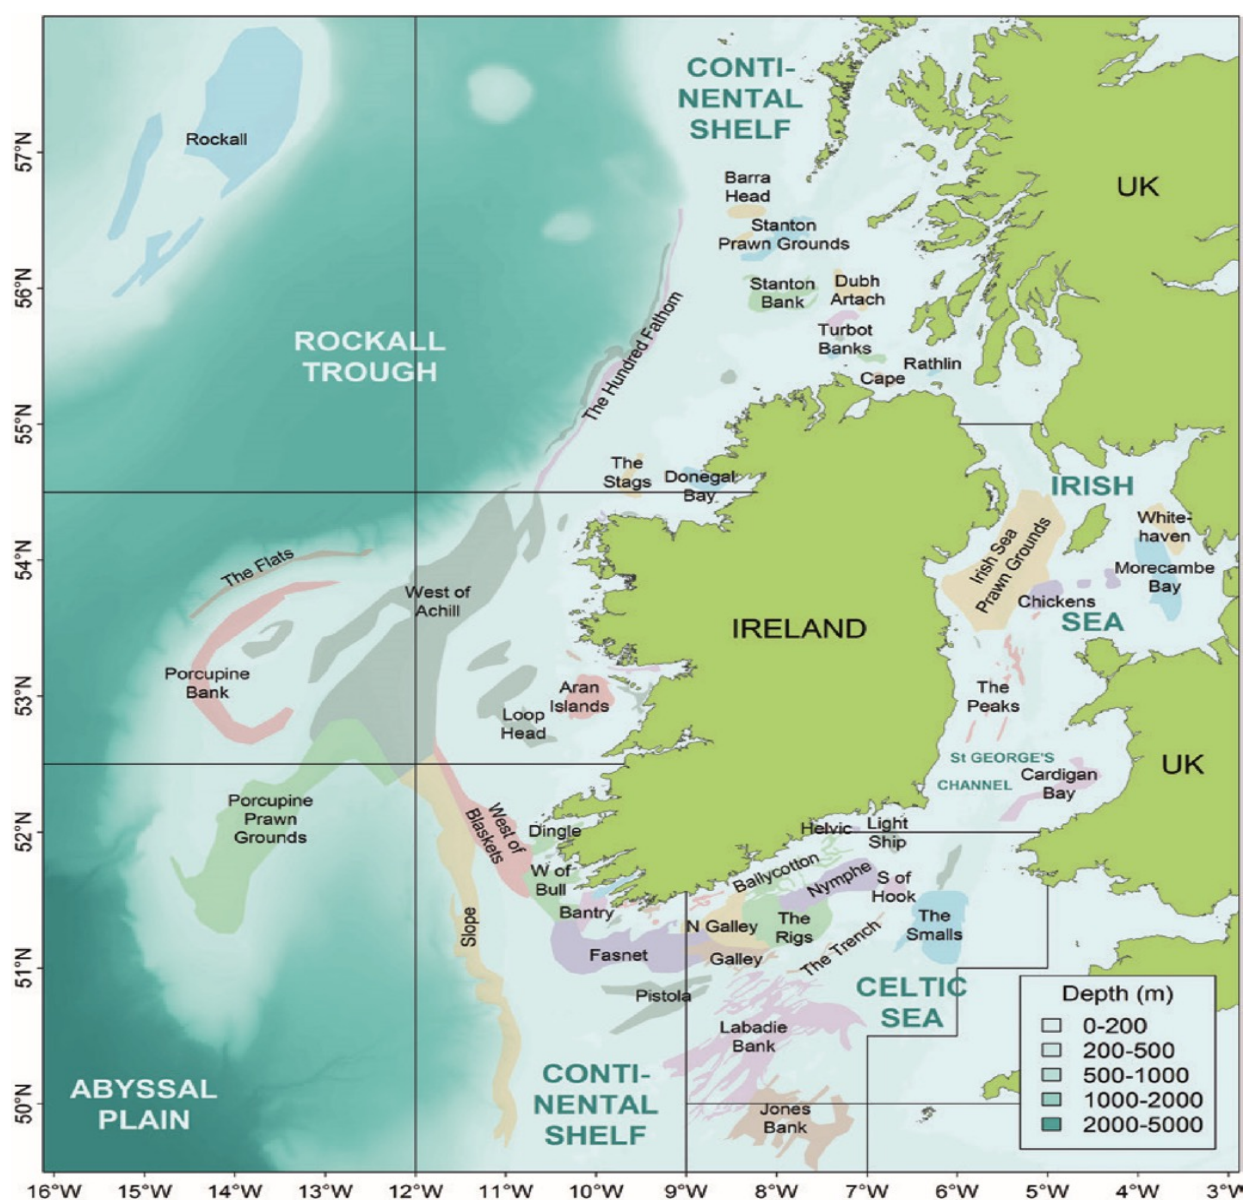 CONTI-
NENTAL
SHELF
57°N
Rockall
UK
Barra
Head
Stanton
Prawn Grounds
56°N
Stanton
Bank
Dubh
Artach
ROCKALL
TROUGH
The Hundred Fathom
Turbot
Banks
Rathlin
Cape
55°N
The
Stags
Donegal
Bay
IRISH
White-
haven
54°N
The Flats
West of
Achill
Irish Sea
Prawn Grounds
Morecambe
Bay
Chickens
SEA
IRELAND
53°N
Porcupine
Bank
Aran
Islands
Loop
Head
The
Peaks
St GEORGE'S
CHANNEL
Cardigan
Bay
UK
52°N
Porcupine
Prawn
Grounds
West of
Blaskets
Dingle
Helvic
Light
Ship
W of
Bull
Ballycotton
Nymphe
S of
Hook
Bantry
Slope
N Galley
The
Rigs
The
Smalls
51°N
Fasnet
Galley
The Trench
Pistola
CELTIC
SEA
Labadie
Bank
50°N
ABYSSAL
PLAIN
CONTI-
NENTAL
SHELF
Jones
Bank
Depth (m)
0-200
200-500
500-1000
1000-2000
2000-5000
16°W 15°W 14°W 13°W 12°W 11°W 10°W 9°W 8°W 7°W 6°W 5°W 4°W 3°W